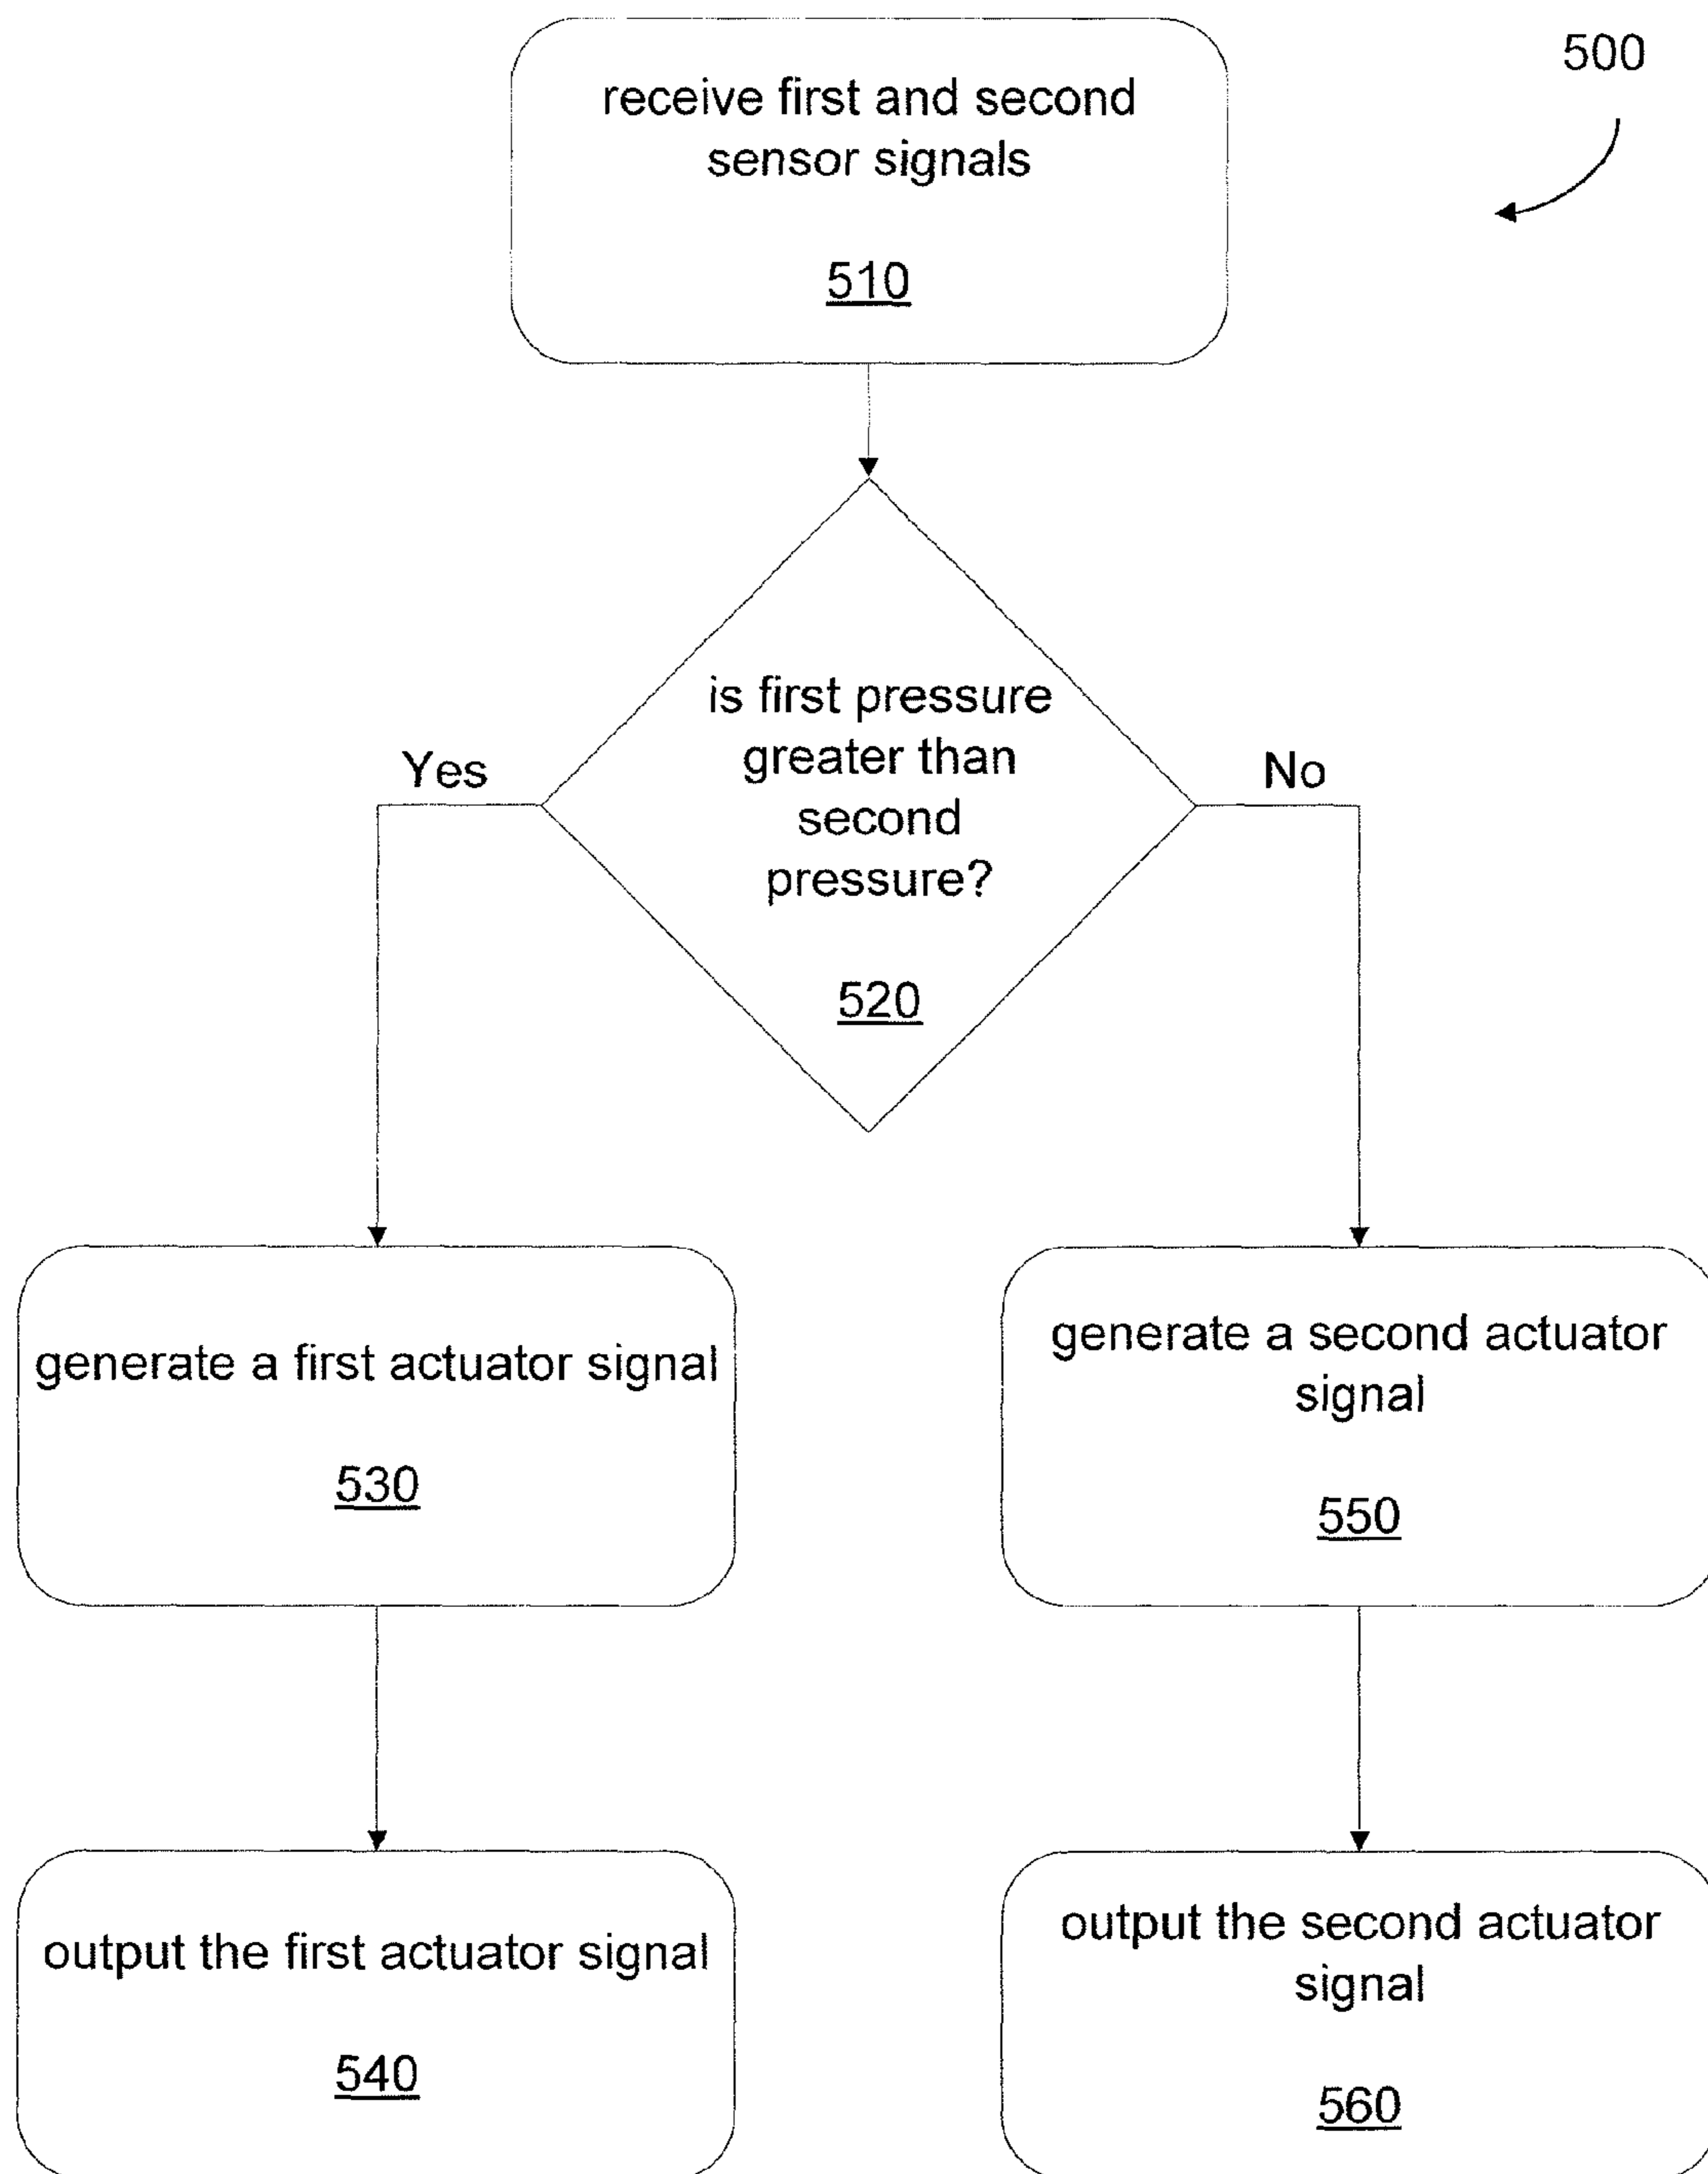 500
receive first and second
sensor signals
510
is first pressure
greater than
second
pressure?
520
Yes
No
generate a first actuator signal
530
generate a second actuator
signal
550
output the first actuator signal
540
output the second actuator
signal
560